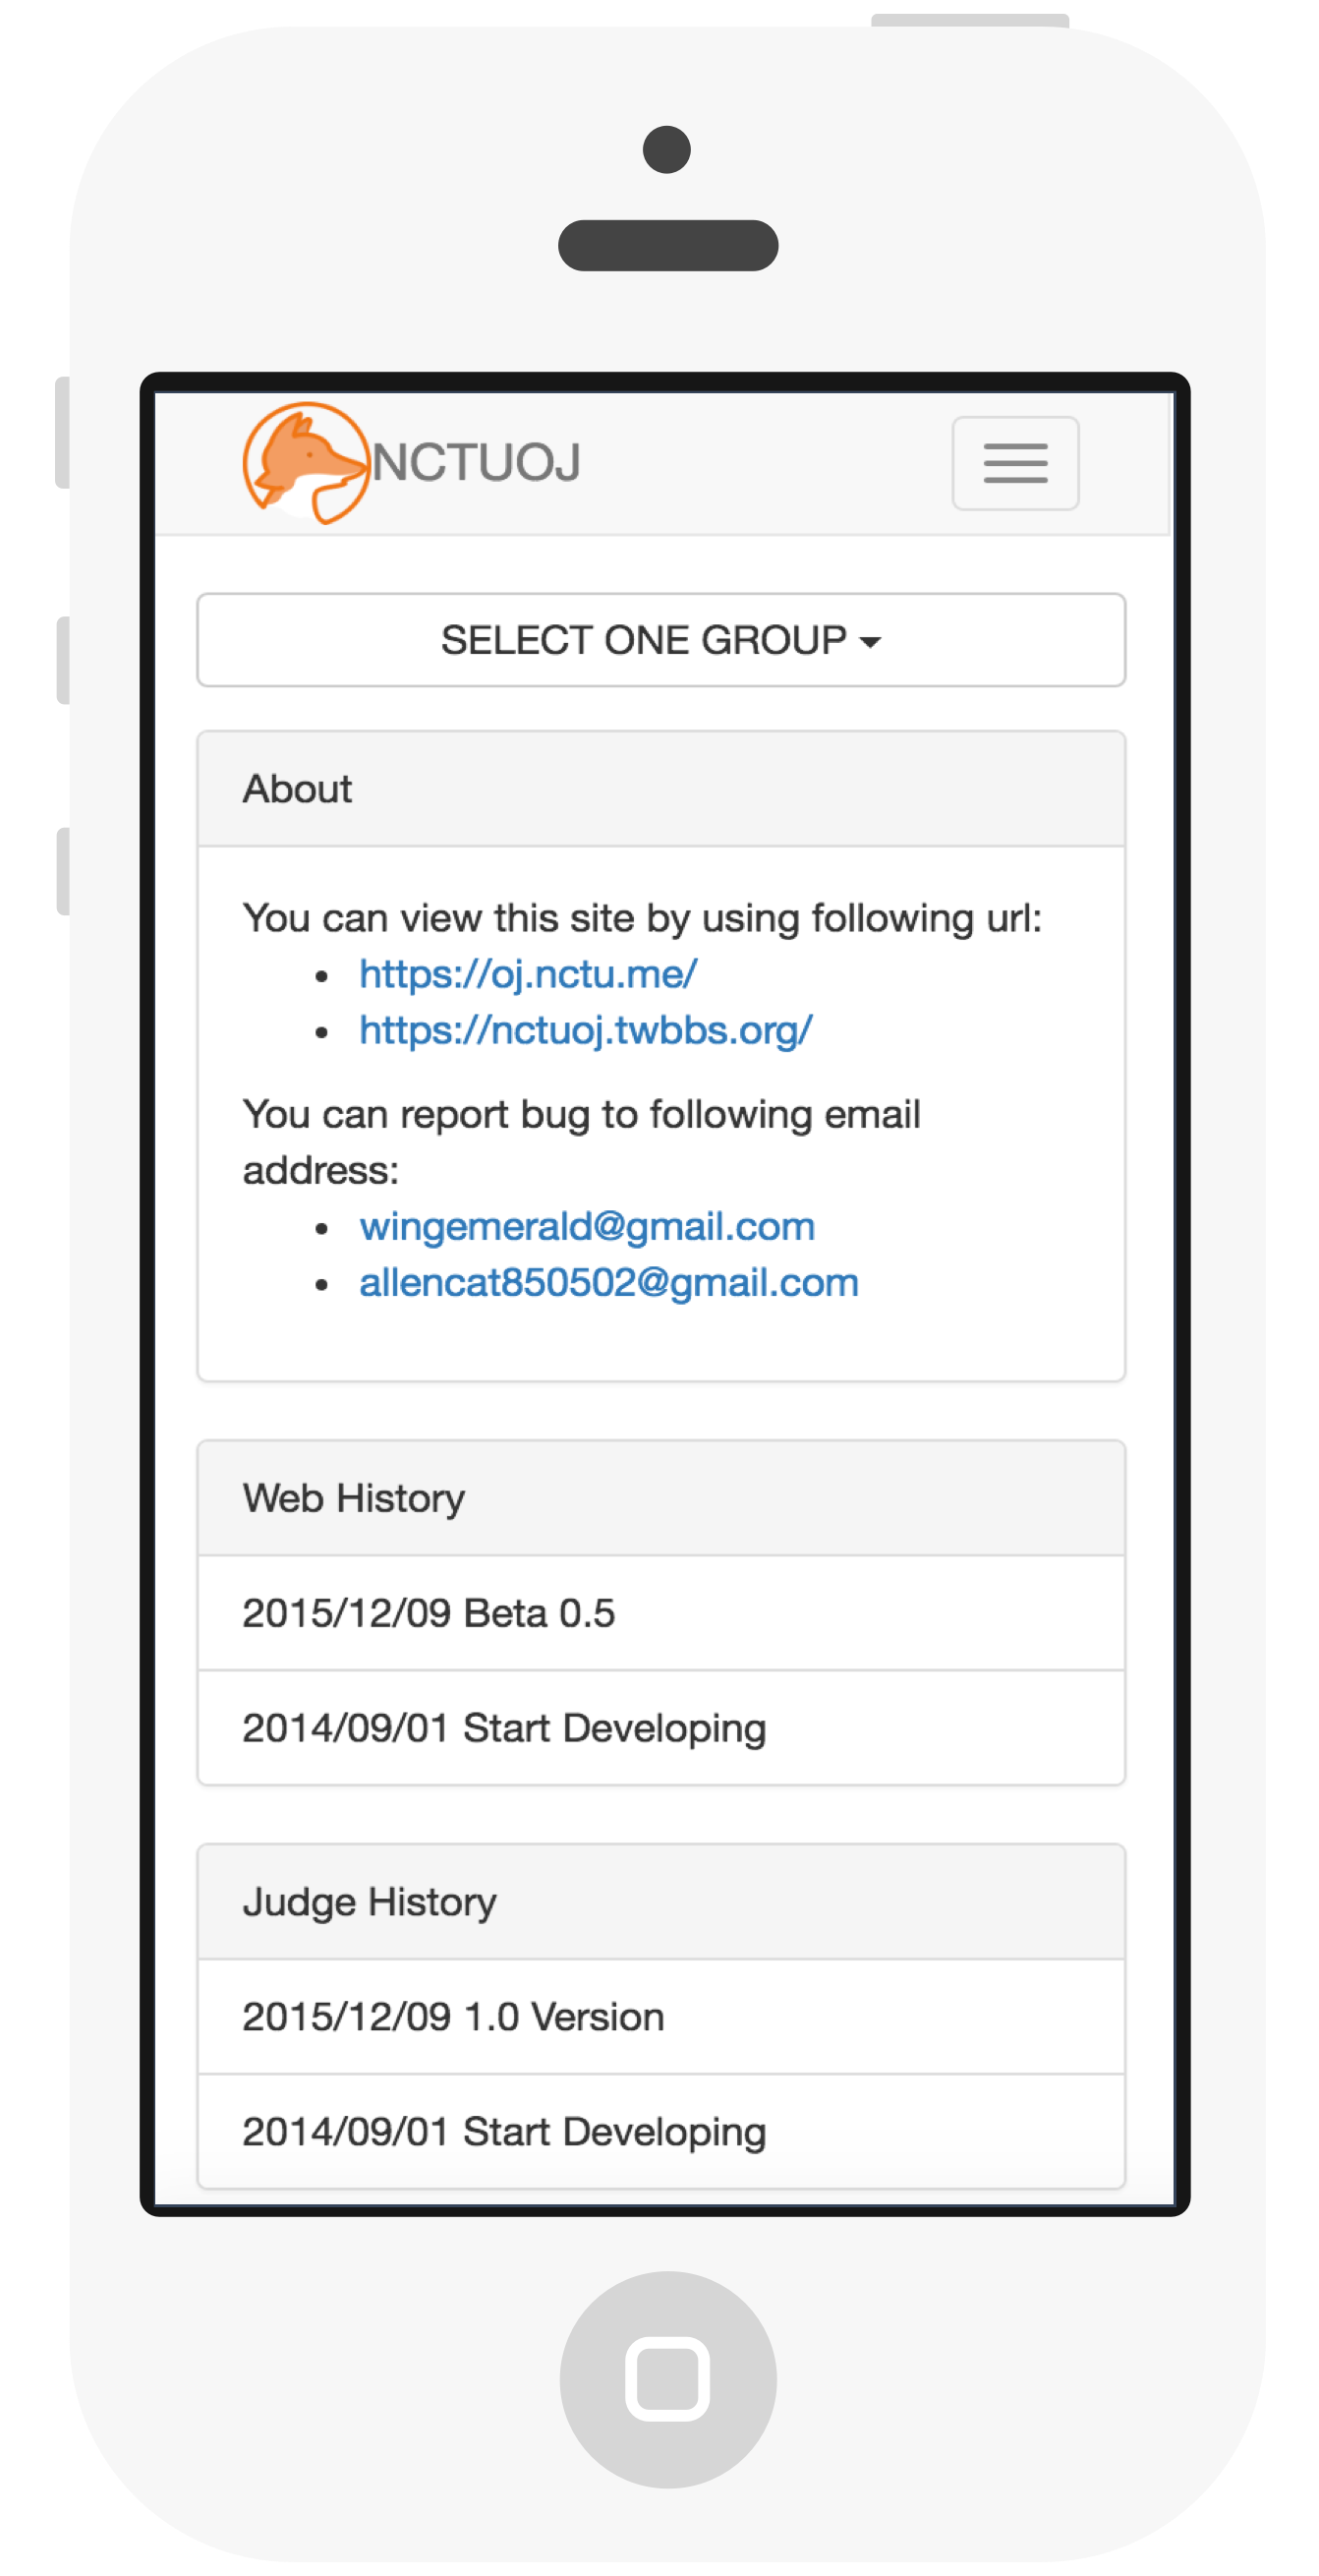 NCTUOJ
SELECT ONE GROUP
About
You can view this site by using following url:
https://oj.nctu.me/
https://nctuoj.twbbs.org/
You can report bug to following email
address:
wingemerald@gmail.com
allencat850502@gmail.com
Web History
2015/12/09 Beta 0.5
2014/09/01 Start Developing
Judge History
2015/12/09 1.0 Version
2014/09/01 Start Developing